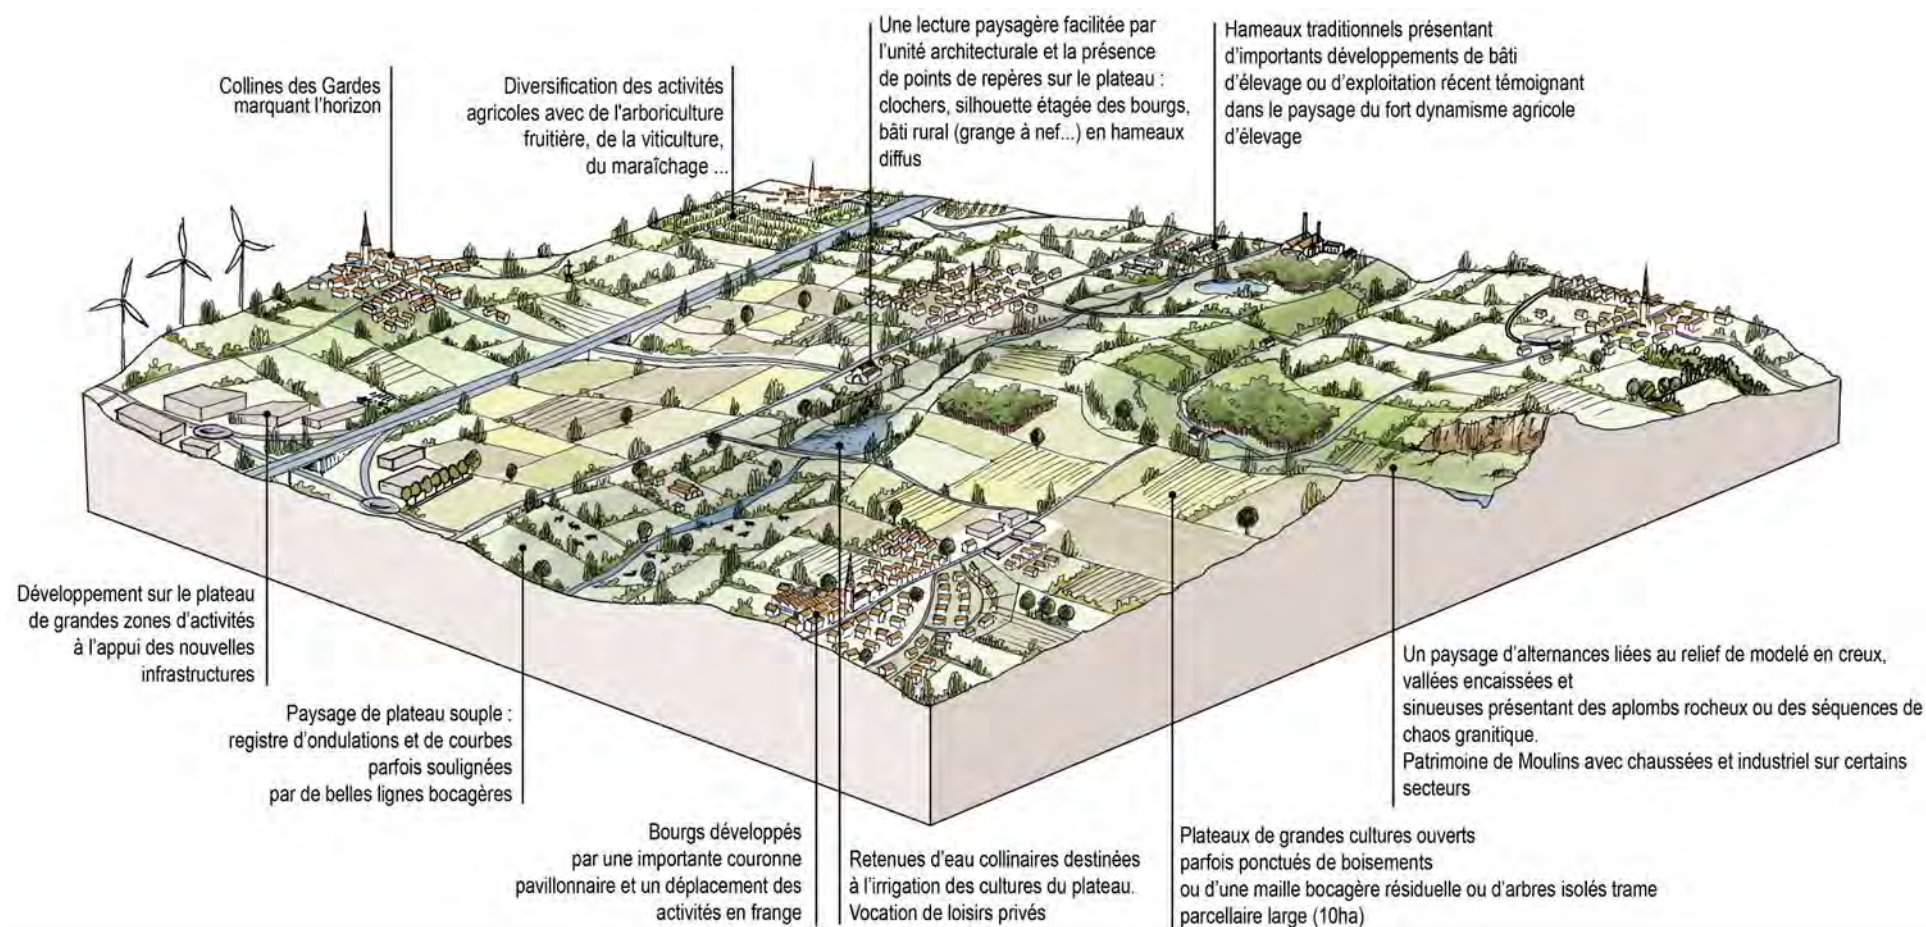 Collines des Gardes
marquant l'horizon
Diversification des activités
agricoles avec de l'arboriculture
fruitière, de la viticulture,
du maraîchage ...
Une lecture paysagère facilitée par
l'unité architecturale et la présence
de points de repères sur le plateau :
clochers, silhouette étagée des bourgs,
bâti rural (grange à nef...) en hameaux
diffus
Hameaux traditionnels présentant
d'importants développements de bâti
d'élevage ou d'exploitation récent témoignant
dans le paysage du fort dynamisme agricole
d'élevage
Développement sur le plateau
de grandes zones d'activités
à l'appui des nouvelles
infrastructures
Paysage de plateau souple :
registre d'ondulations et de courbes
parfois soulignées
par de belles lignes bocagères
Bourgs développés
par une importante couronne
pavillonnaire et un déplacement des
activités en frange
Retenues d'eau collinaires destinées
à l'irrigation des cultures du plateau.
Vocation de loisirs privés
Plateaux de grandes cultures ouverts
parfois ponctués de boisements
ou d'une maille bocagère résiduelle ou d'arbres isolés trame
parcellaire large (10ha)
Un paysage d'alternances liées au relief de modelé en creux,
vallées encaissées et
sinueuses présentant des aplombs rocheux ou des séquences de
chaos granitique.
Patrimoine de Moulins avec chaussées et industriel sur certains
secteurs